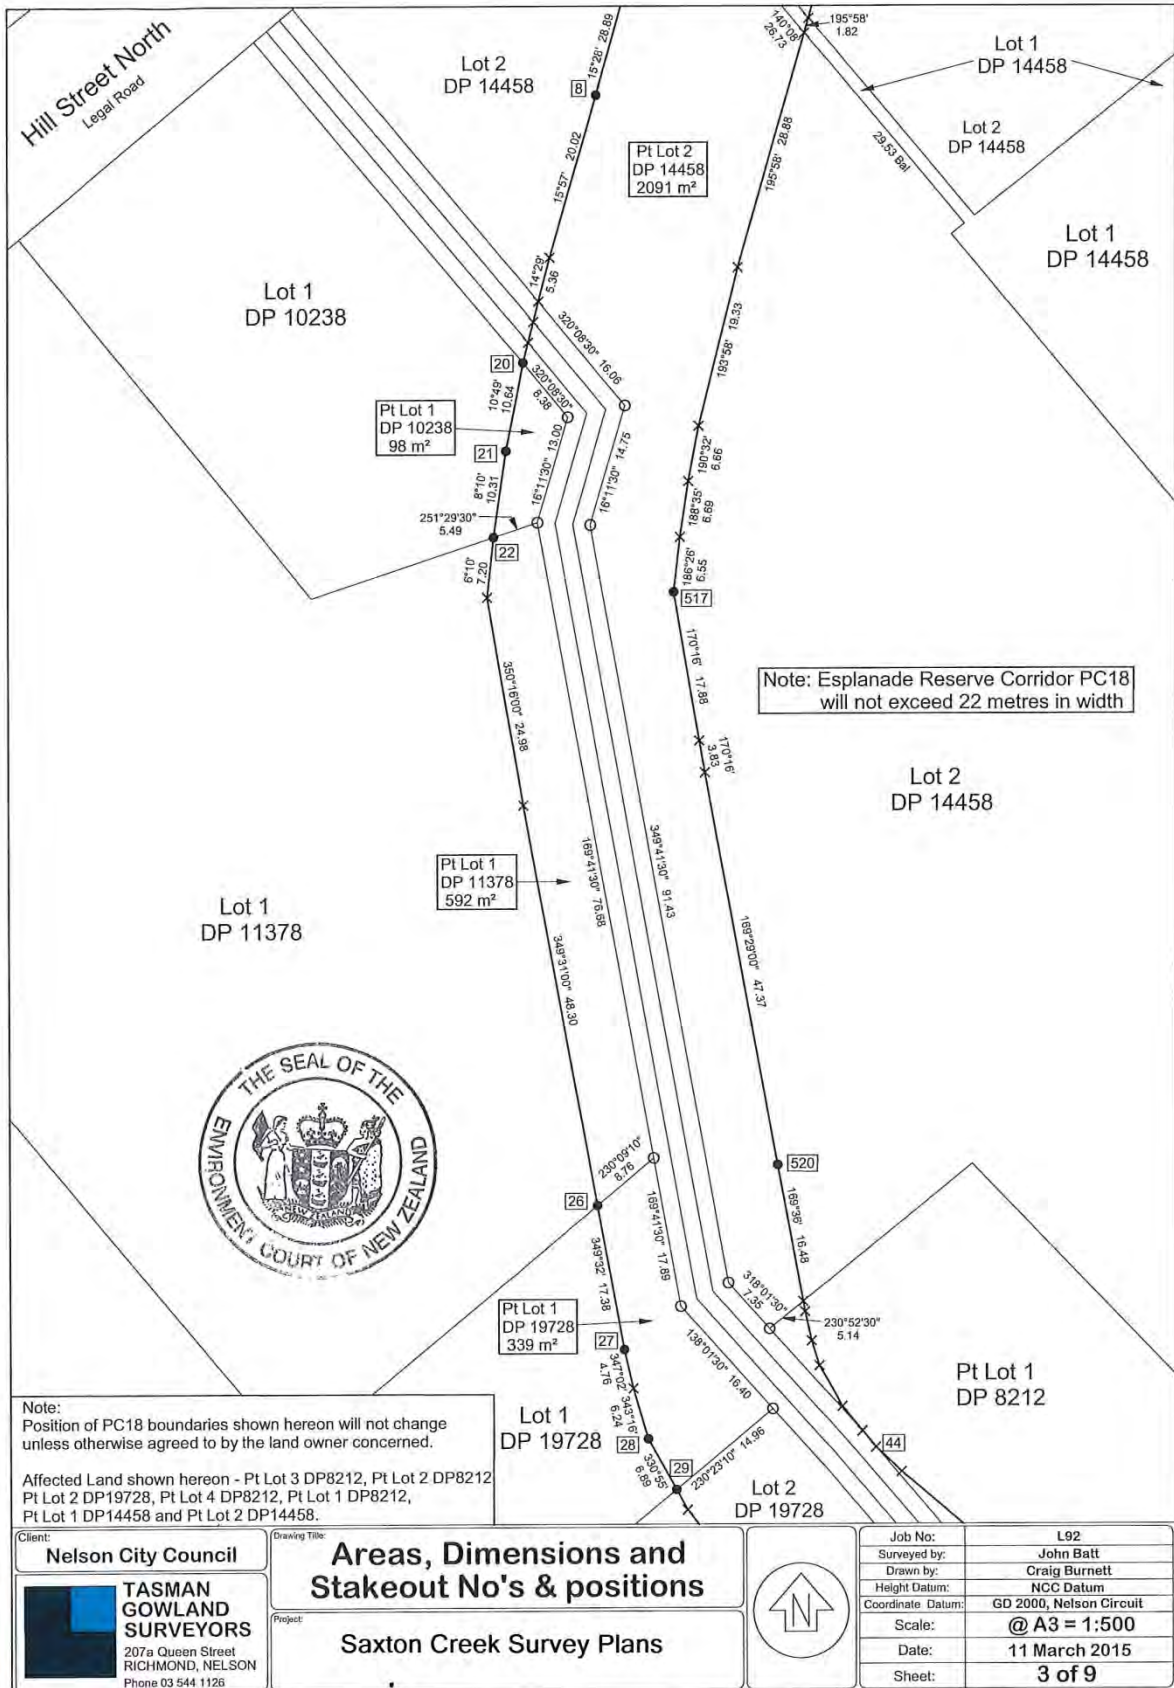 Hill Street North
Legal Road
Lot 2
DP 14458
15°28' 28.89
8
140°08'
26.73
195°58'
1.82
Lot 1
DP 14458
Lot 2
DP 14458
29.53 Bal
Pt Lot 2
DP 14458
2091 m²
195°58' 28.88
15°57' 20.02
Lot 1
DP 14458
14°29'
5.36
Lot 1
DP 10238
193°58' 19.33
320°08'30" 16.06
20
320°08'30"
8.38
10°49'
10.64
Pt Lot 1
DP 10238
98 m²
21
16°11'30" 13.00
16°11'30" 14.75
190°32'
6.66
188°35'
6.69
8°10'
10.31
251°29'30"
5.49
22
6°10'
7.20
186°26'
6.55
517
170°16' 17.88
Note: Esplanade Reserve Corridor PC18
will not exceed 22 metres in width
350°16'00" 24.98
170°16'
3.83
Lot 2
DP 14458
169°41'30" 76.68
349°41'30" 91.43
Pt Lot 1
DP 11378
592 m²
Lot 1
DP 11378
349°31'00" 48.30
169°29'00" 47.37
THE SEAL OF THE
ENVIRONMENT COURT OF NEW ZEALAND
NEW ZEALAND
230°09'10"
8.76
520
26
169°41'30" 17.89
169°36' 16.48
349°32' 17.38
318°01'30"
7.35
Pt Lot 1
DP 19728
339 m²
230°52'30"
5.14
27
347°02'
4.76
138°01'30" 16.40
Pt Lot 1
DP 8212
343°16'
6.24
Lot 1
DP 19728
28
44
330°55'
6.89
29
230°23'10" 14.96
Lot 2
DP 19728
Note:
Position of PC18 boundaries shown hereon will not change
unless otherwise agreed to by the land owner concerned.
Affected Land shown hereon - Pt Lot 3 DP8212, Pt Lot 2 DP8212
Pt Lot 2 DP19728, Pt Lot 4 DP8212, Pt Lot 1 DP8212,
Pt Lot 1 DP14458 and Pt Lot 2 DP14458.
Client:
Nelson City Council
TASMAN
GOWLAND
SURVEYORS
207a Queen Street
RICHMOND, NELSON
Phone 03 544 1126
Drawing Title:
Areas, Dimensions and
Stakeout No's & positions
Project:
Saxton Creek Survey Plans
N
Job No: L92
Surveyed by: John Batt
Drawn by: Craig Burnett
Height Datum: NCC Datum
Coordinate Datum: GD 2000, Nelson Circuit
Scale: @ A3 = 1:500
Date: 11 March 2015
Sheet: 3 of 9